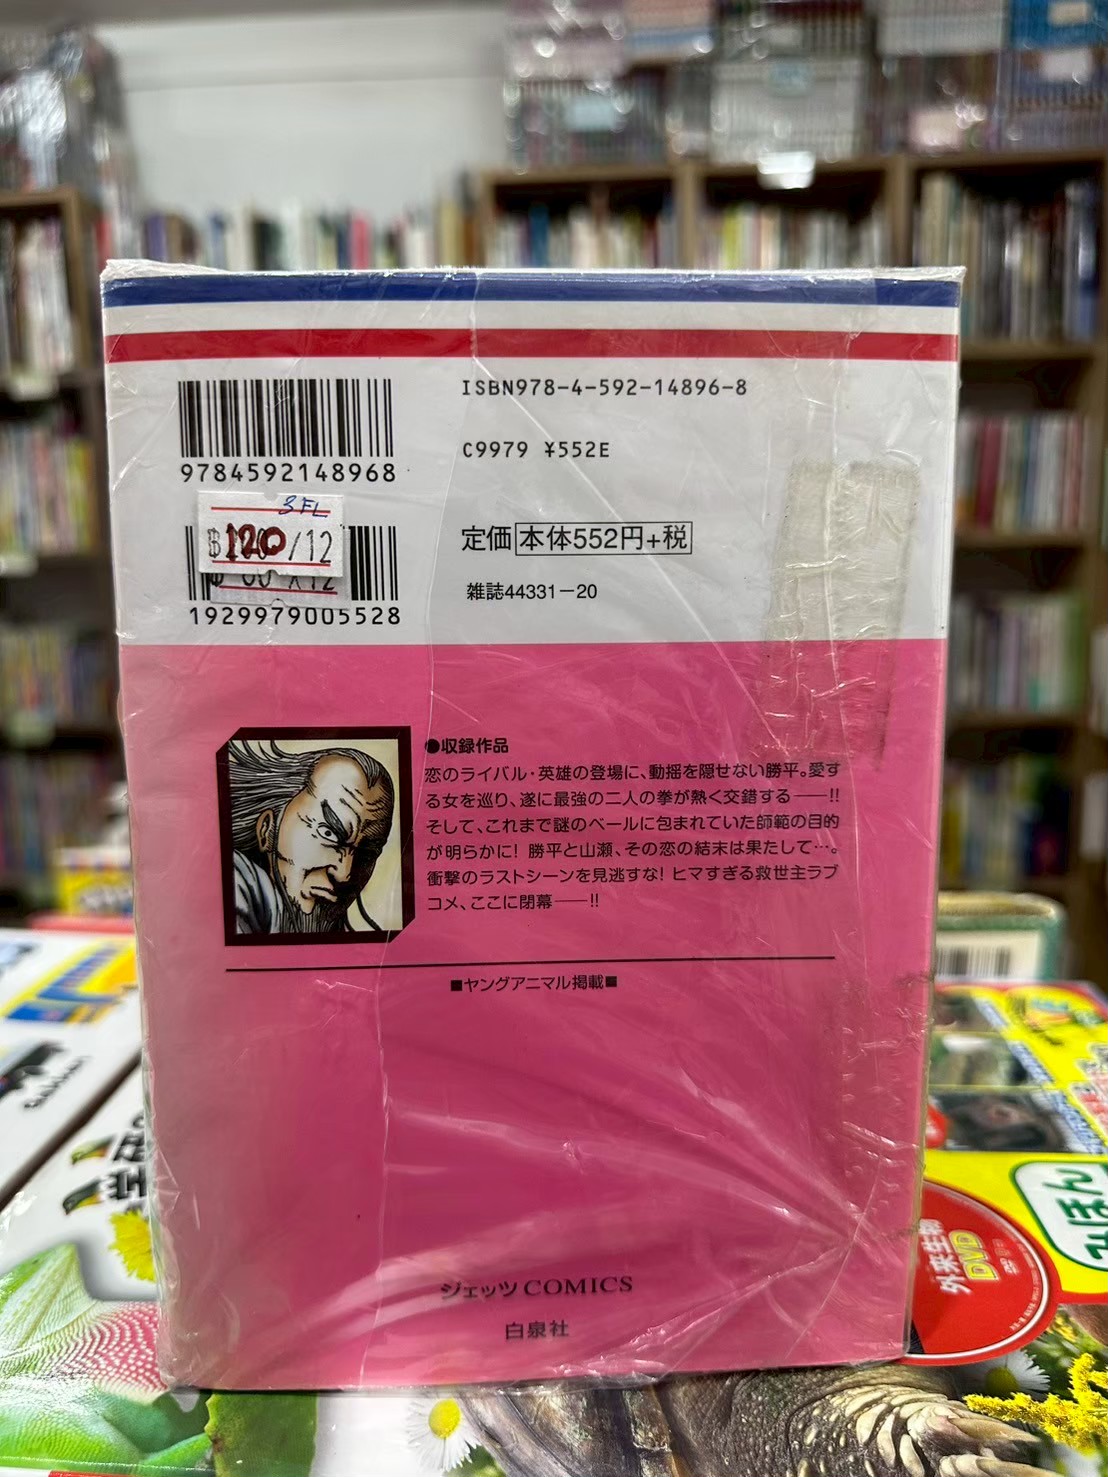 ISBN978-4-592-14896-8
9784592148968
C9979 ¥552E
3FL
$120/12
定価 本体552円+税
雑誌44331-20
1929979005528
●収録作品
恋のライバル・英雄の登場に、動揺を隠せない勝平。愛す
る女を巡り、遂に最強の二人の拳が熱く交錯する――!!
そして、これまで謎のベールに包まれていた師範の目的
が明らかに! 勝平と山瀬、その恋の結末は果たして…。
衝撃のラストシーンを見逃すな! ヒマすぎる救世主ラブ
コメ、ここに閉幕――!!
■ヤングアニマル掲載■
ジェッツCOMICS
白泉社
みほん
外来生物
DVD